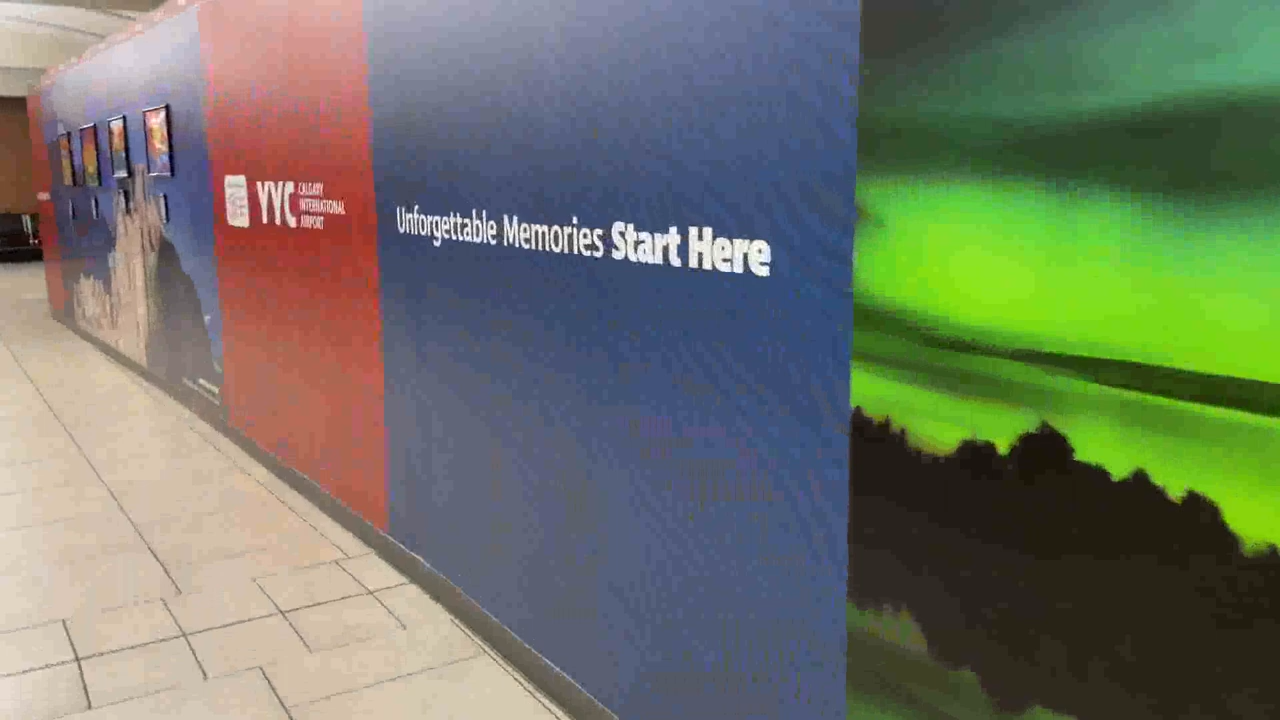 YYC
CALGARY
INTERNATIONAL
AIRPORT
Unforgettable Memories Start Here